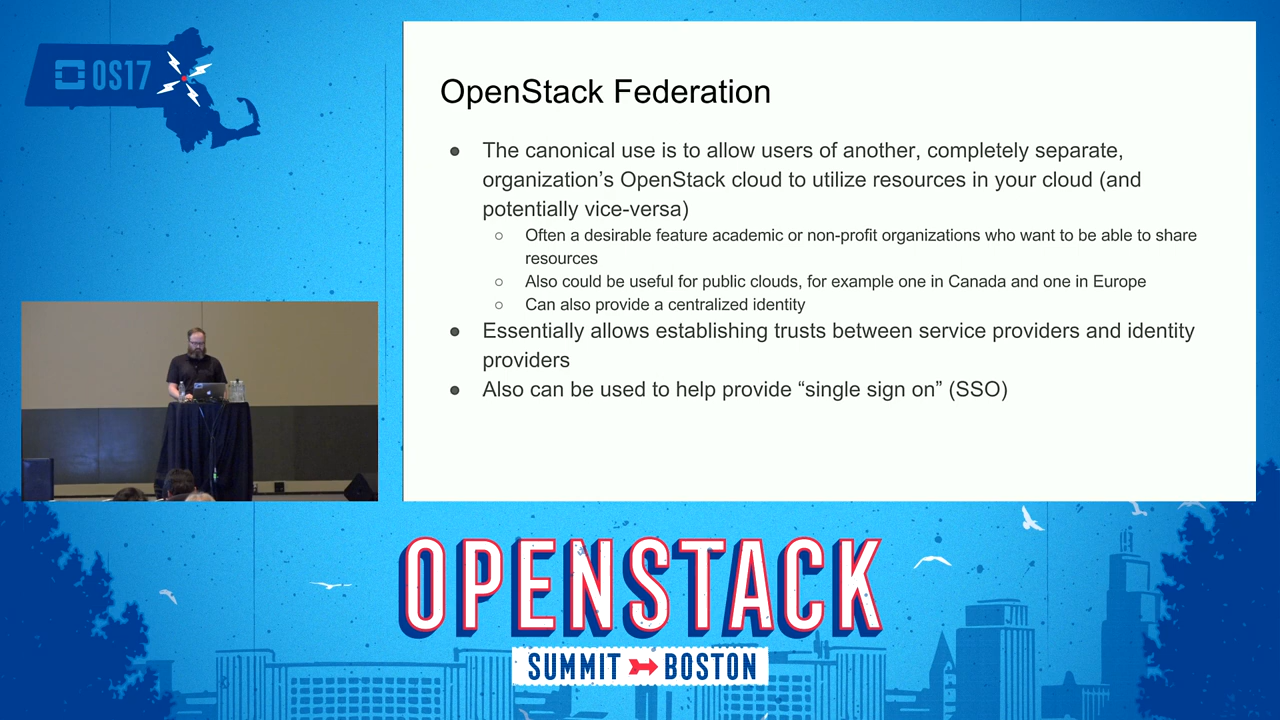 OS17
OpenStack Federation
● The canonical use is to allow users of another, completely separate,
organization’s OpenStack cloud to utilize resources in your cloud (and
potentially vice-versa)
○ Often a desirable feature academic or non-profit organizations who want to be able to share
resources
○ Also could be useful for public clouds, for example one in Canada and one in Europe
○ Can also provide a centralized identity
● Essentially allows establishing trusts between service providers and identity
providers
● Also can be used to help provide “single sign on” (SSO)
OPENSTACK
SUMMIT BOSTON